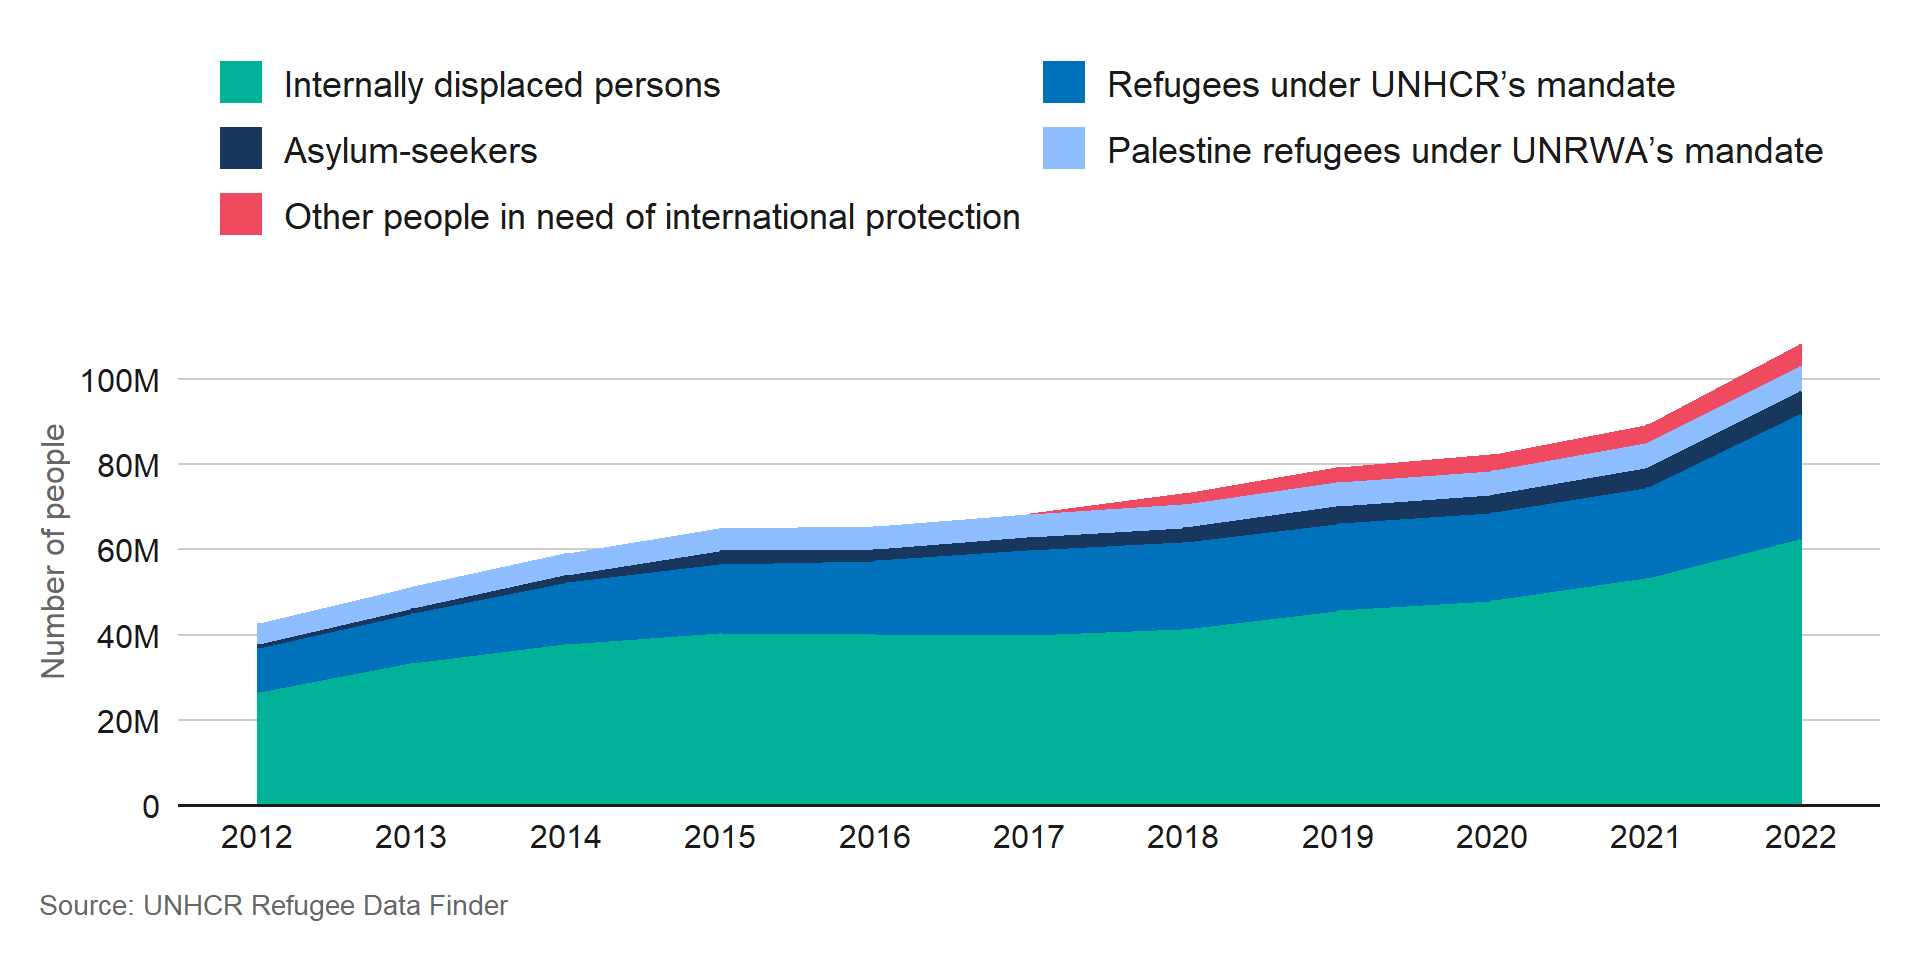 Internally displaced persons
Refugees under UNHCR’s mandate
Asylum-seekers
Palestine refugees under UNRWA’s mandate
Other people in need of international protection
Number of people
100M
80M
60M
40M
20M
0
2012 2013 2014 2015 2016 2017 2018 2019 2020 2021 2022
Source: UNHCR Refugee Data Finder